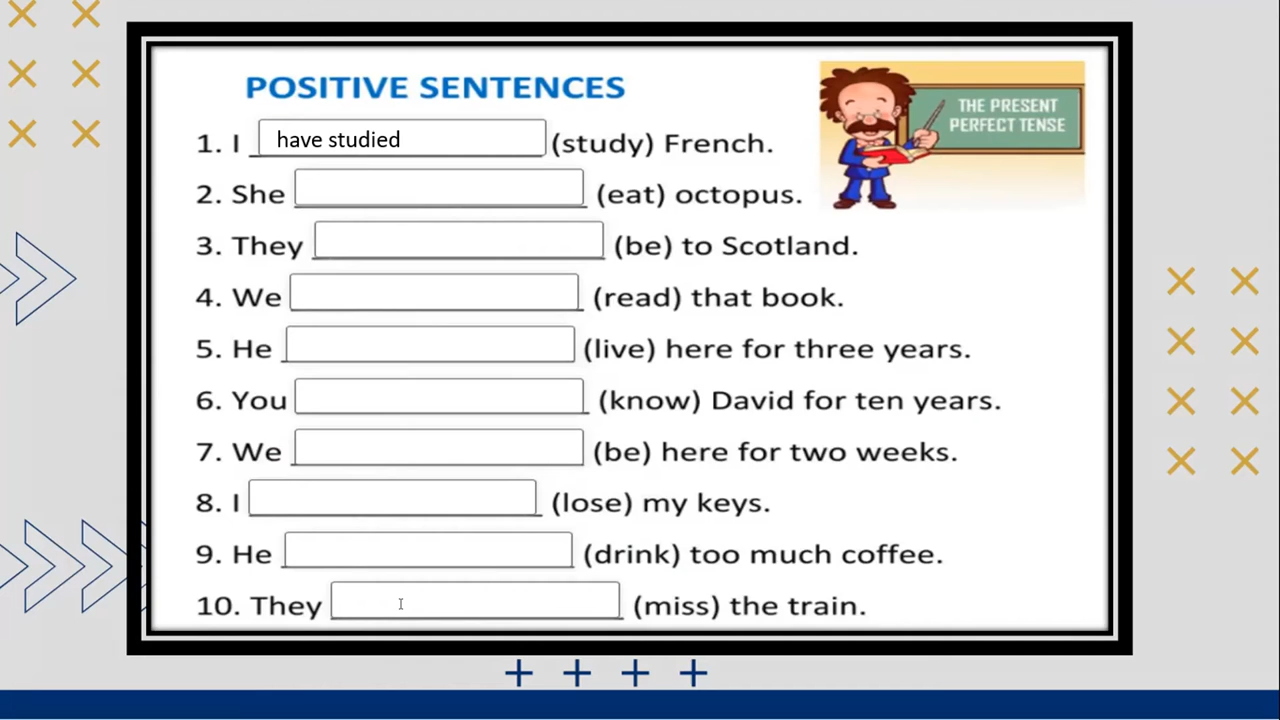 POSITIVE SENTENCES
THE PRESENT
PERFECT TENSE
1. I have studied (study) French.
2. She (eat) octopus.
3. They (be) to Scotland.
4. We (read) that book.
5. He (live) here for three years.
6. You (know) David for ten years.
7. We (be) here for two weeks.
8. I (lose) my keys.
9. He (drink) too much coffee.
10. They (miss) the train.